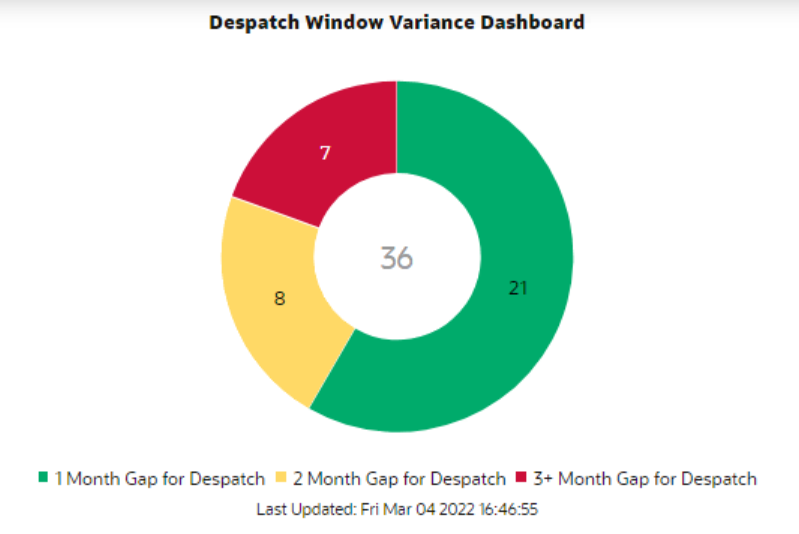 Despatch Window Variance Dashboard
7
36
21
8
1 Month Gap for Despatch 2 Month Gap for Despatch 3+ Month Gap for Despatch
Last Updated: Fri Mar 04 2022 16:46:55